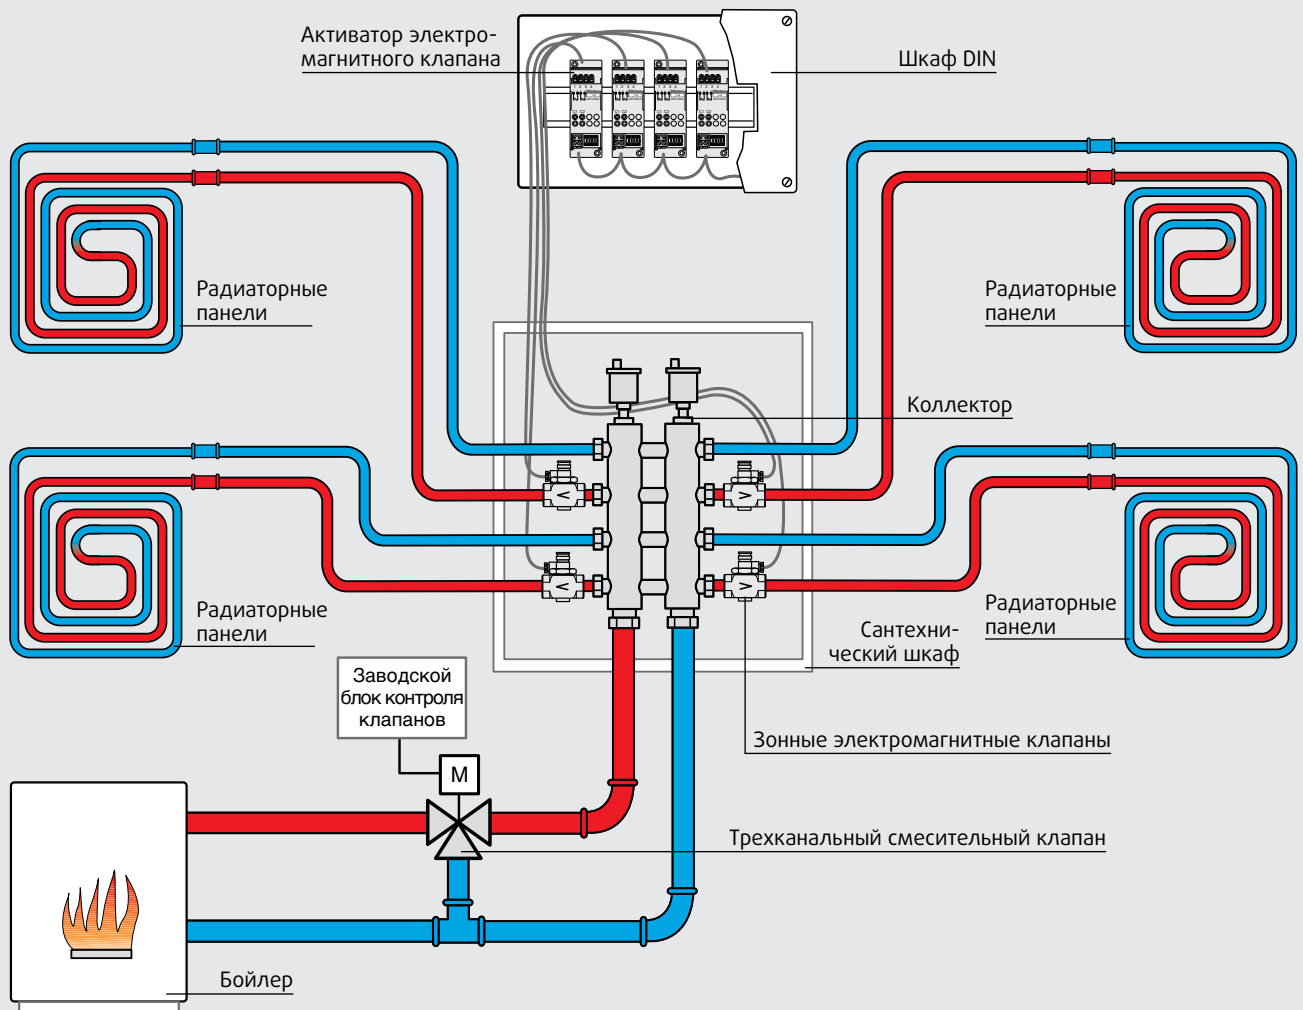 Активатор электро-
магнитного клапана
Шкаф DIN
Радиаторные
панели
Радиаторные
панели
Коллектор
Радиаторные
панели
Радиаторные
панели
Сантехни-
ческий шкаф
Заводской
блок контроля
клапанов
Зонные электромагнитные клапаны
M
Трехканальный смесительный клапан
Бойлер